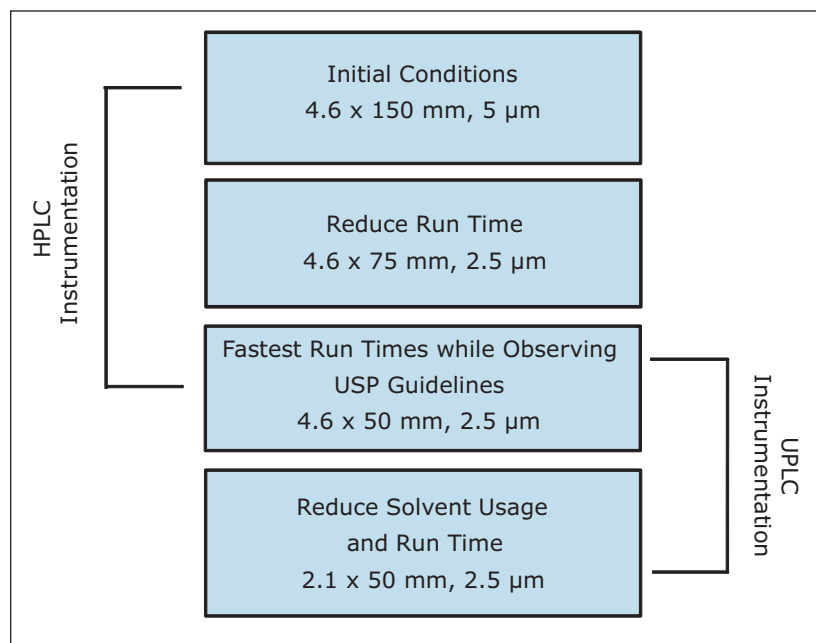 Initial Conditions
4.6 x 150 mm, 5 µm
HPLC
Instrumentation
Reduce Run Time
4.6 x 75 mm, 2.5 µm
Fastest Run Times while Observing
USP Guidelines
4.6 x 50 mm, 2.5 µm
UPLC
Instrumentation
Reduce Solvent Usage
and Run Time
2.1 x 50 mm, 2.5 µm